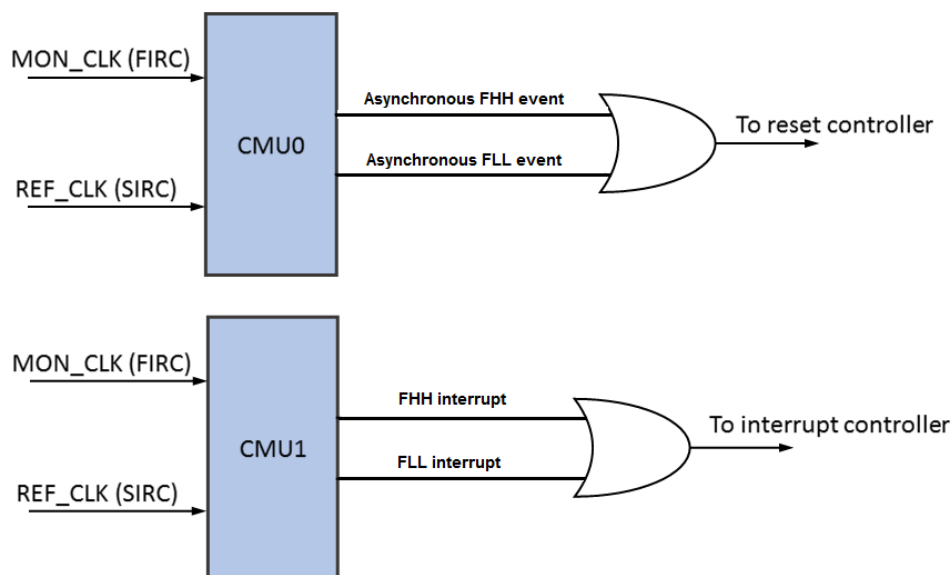 MON_CLK (FIRC)
Asynchronous FHH event
To reset controller
CMU0
Asynchronous FLL event
REF_CLK (SIRC)
MON_CLK (FIRC)
FHH interrupt
To interrupt controller
CMU1
FLL interrupt
REF_CLK (SIRC)